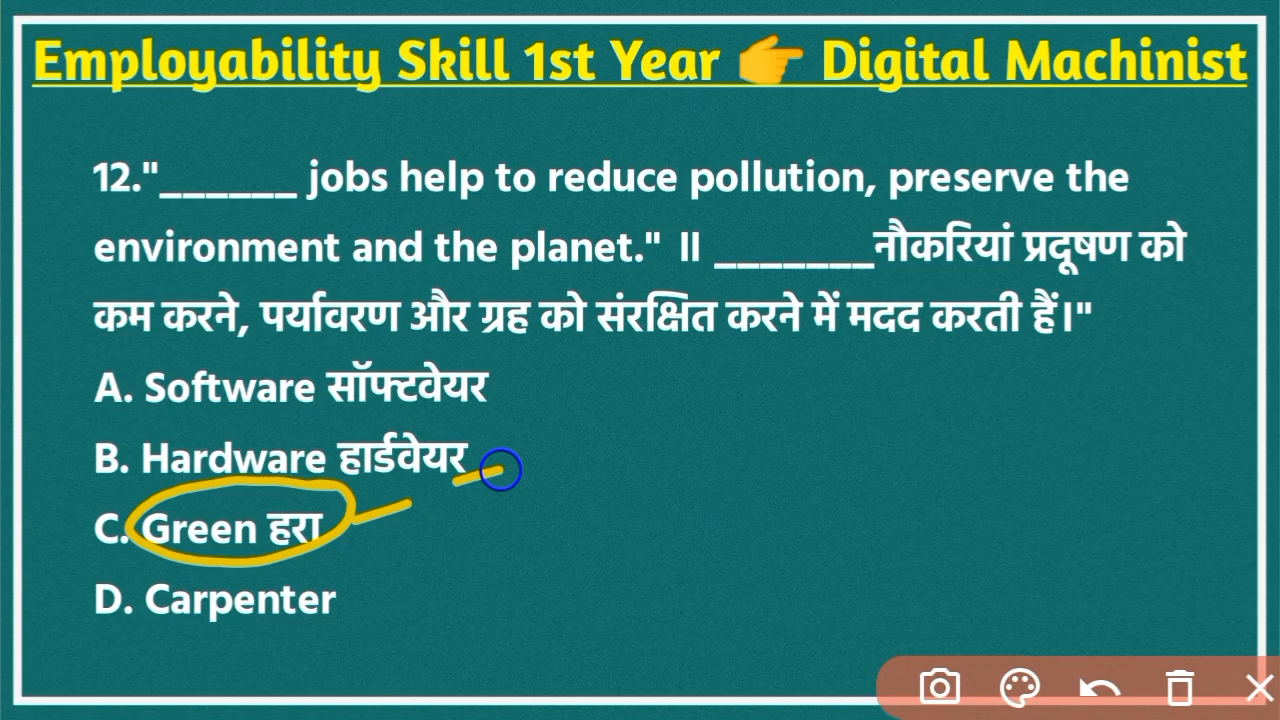 Employability Skill 1st Year 👉 Digital Machinist
12."______ jobs help to reduce pollution, preserve the
environment and the planet." II _______नौकरियां प्रदूषण को
कम करने, पर्यावरण और ग्रह को संरक्षित करने में मदद करती हैं।"
A. Software सॉफ्टवेयर
B. Hardware हार्डवेयर
C. Green हरा
D. Carpenter